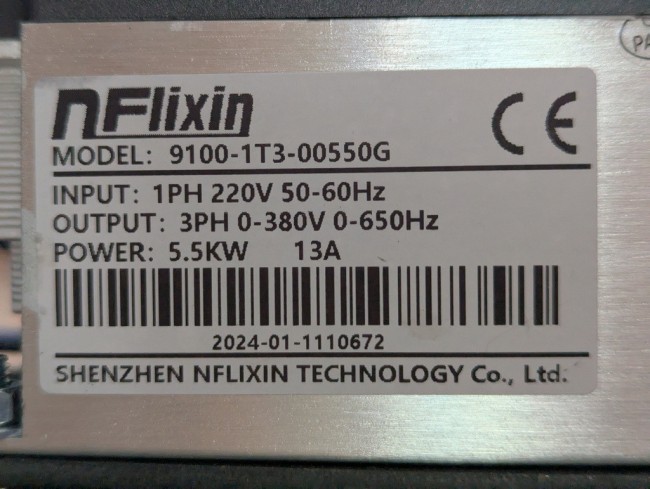 nFlixin
CE
MODEL: 9100-1T3-00550G
INPUT: 1PH 220V 50-60Hz
OUTPUT: 3PH 0-380V 0-650Hz
POWER: 5.5KW 13A
2024-01-1110672
SHENZHEN NFLIXIN TECHNOLOGY Co., Ltd.